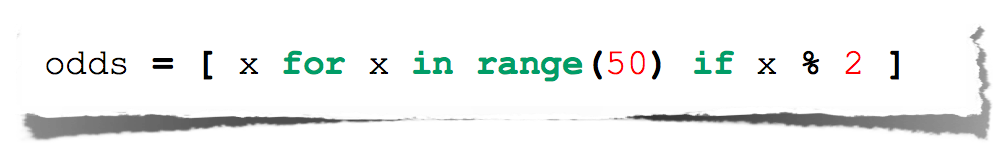 odds = [ x for x in range(50) if x % 2 ]